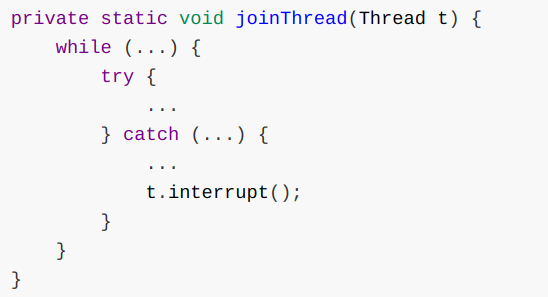 private static void joinThread(Thread t) {
    while (...) {
        try {
            ...
        } catch (...) {
            ...
            t.interrupt();
        }
    }
}